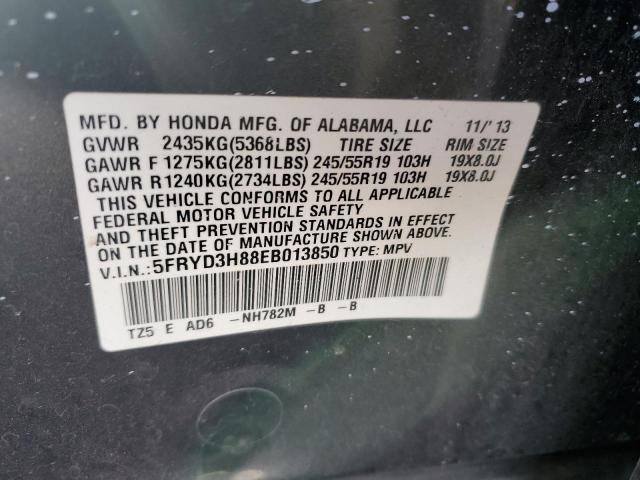 MFD. BY HONDA MFG. OF ALABAMA, LLC 11/'13
GVWR 2435KG(5368LBS) TIRE SIZE RIM SIZE
GAWR F 1275KG(2811LBS) 245/55R19 103H 19X8.0J
GAWR R1240KG(2734LBS) 245/55R19 103H 19X8.0J
THIS VEHICLE CONFORMS TO ALL APPLICABLE
FEDERAL MOTOR VEHICLE SAFETY
AND THEFT PREVENTION STANDARDS IN EFFECT
ON THE DATE OF MANUFACTURE SHOWN ABOVE.
V.I.N.: 5FRYD3H88EB013850 TYPE: MPV
TZ5 E AD6 -NH782M -B -B